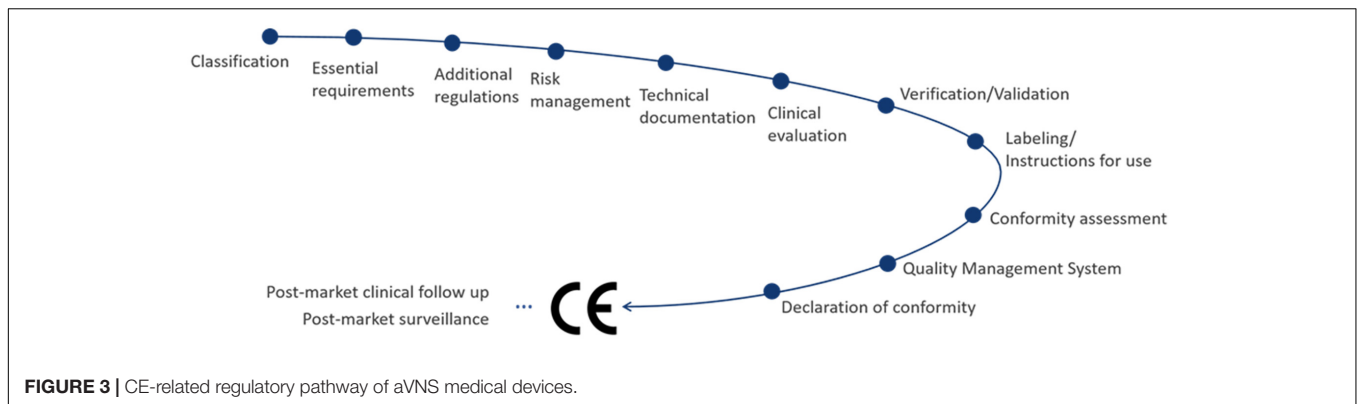 Classification
Essential
requirements
Additional
regulations
Risk
management
Technical
documentation
Clinical
evaluation
Verification/Validation
Labeling/
Instructions for use
Conformity assessment
Quality Management System
Declaration of conformity
CE
...
Post-market clinical follow up
Post-market surveillance
FIGURE 3 | CE-related regulatory pathway of aVNS medical devices.